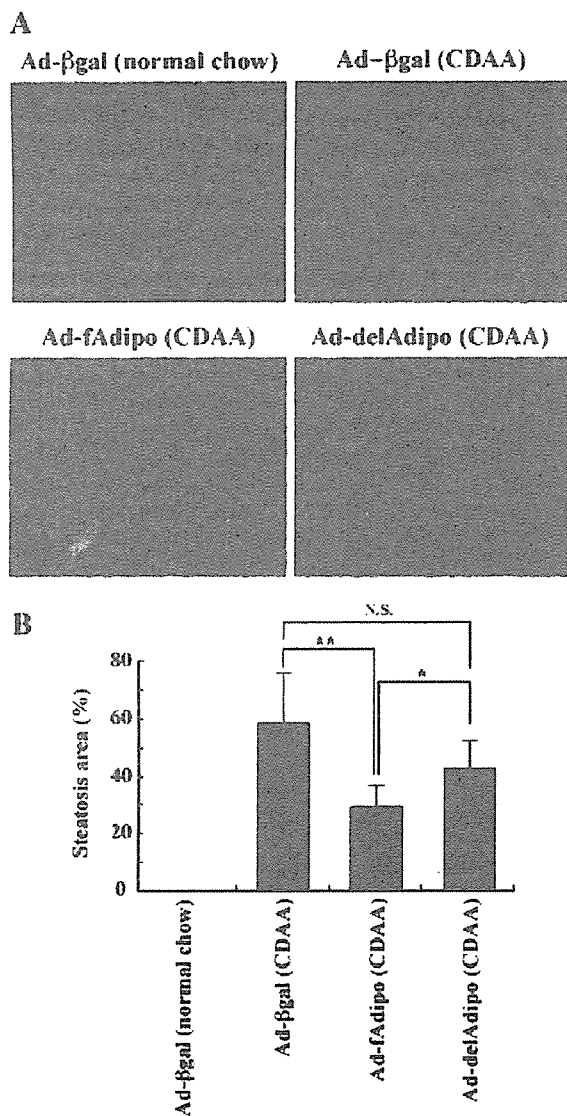 A
Ad-βgal (normal chow)
Ad-βgal (CDAA)
Ad-fAdipo (CDAA)
Ad-delAdipo (CDAA)
B
N.S.
**
*
Steatosis area (%)
80
60
40
20
0
Ad-βgal (normal chow)
Ad-βgal (CDAA)
Ad-fAdipo (CDAA)
Ad-delAdipo (CDAA)